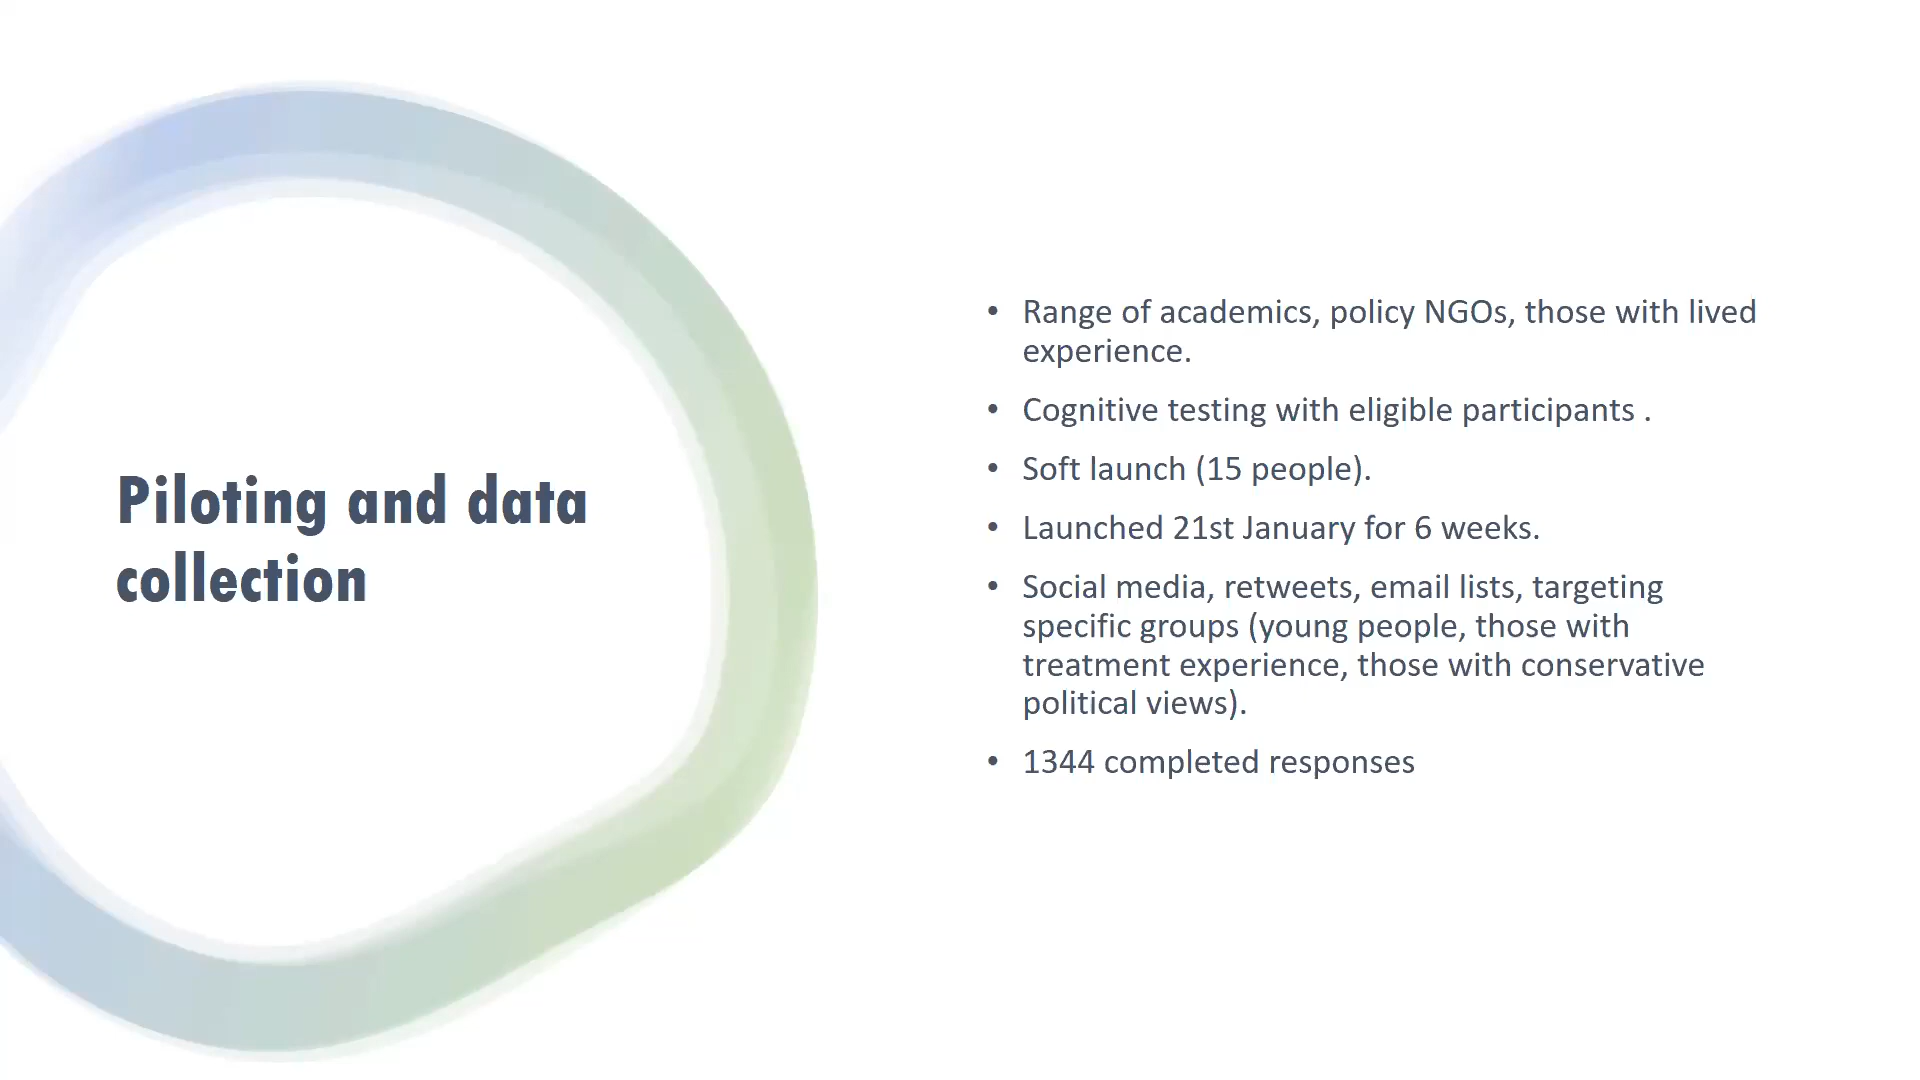 Piloting and data
collection
• Range of academics, policy NGOs, those with lived
experience.
• Cognitive testing with eligible participants .
• Soft launch (15 people).
• Launched 21st January for 6 weeks.
• Social media, retweets, email lists, targeting
specific groups (young people, those with
treatment experience, those with conservative
political views).
• 1344 completed responses